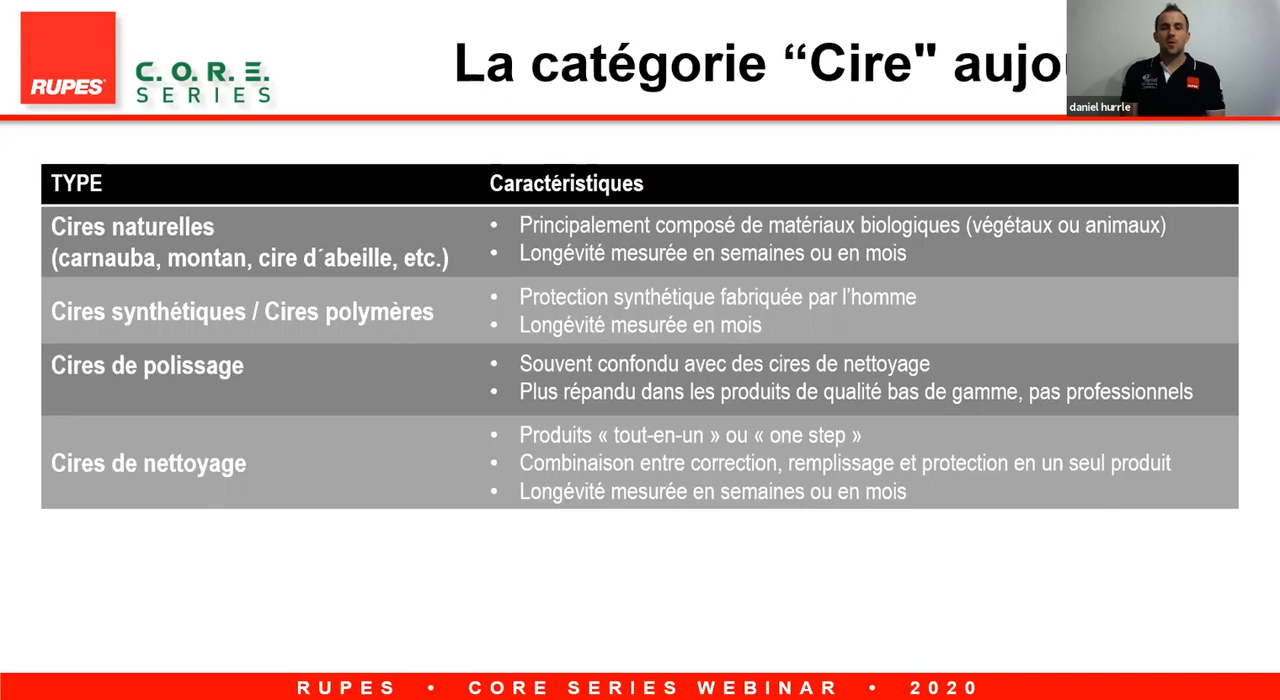 RUPES
C.O.R.E.
SERIES
La catégorie “Cire"
daniel hurrle
TYPE
Caractéristiques
Cires naturelles
(carnauba, montan, cire d´abeille, etc.)
• Principalement composé de matériaux biologiques (végétaux ou animaux)
• Longévité mesurée en semaines ou en mois
Cires synthétiques / Cires polymères
• Protection synthétique fabriquée par l’homme
• Longévité mesurée en mois
Cires de polissage
• Souvent confondu avec des cires de nettoyage
• Plus répandu dans les produits de qualité bas de gamme, pas professionnels
Cires de nettoyage
• Produits « tout-en-un » ou « one step »
• Combinaison entre correction, remplissage et protection en un seul produit
• Longévité mesurée en semaines ou en mois
RUPES • CORE SERIES WEBINAR • 2020